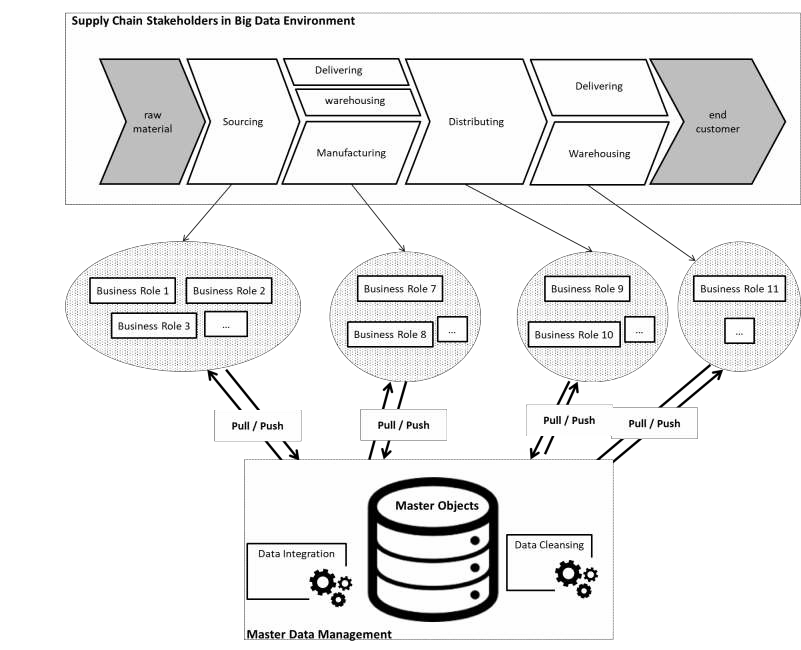 Supply Chain Stakeholders in Big Data Environment
raw
material
Sourcing
Delivering
warehousing
Manufacturing
Distributing
Delivering
Warehousing
end
customer
Business Role 1
Business Role 2
Business Role 3
...
Business Role 7
Business Role 8
...
Business Role 9
Business Role 10
...
Business Role 11
...
Pull / Push
Pull / Push
Pull / Push
Pull / Push
Master Objects
Data Integration
Data Cleansing
Master Data Management